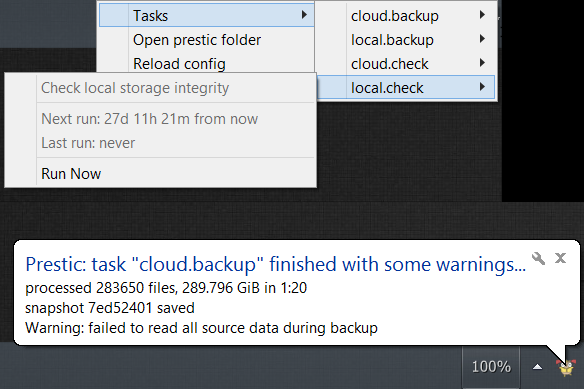 Tasks
cloud.backup
Open prestic folder
local.backup
Reload config
cloud.check
local.check
Check local storage integrity
Next run: 27d 11h 21m from now
Last run: never
Run Now
Prestic: task "cloud.backup" finished with some warnings...
processed 283650 files, 289.796 GiB in 1:20
snapshot 7ed52401 saved
Warning: failed to read all source data during backup
100%